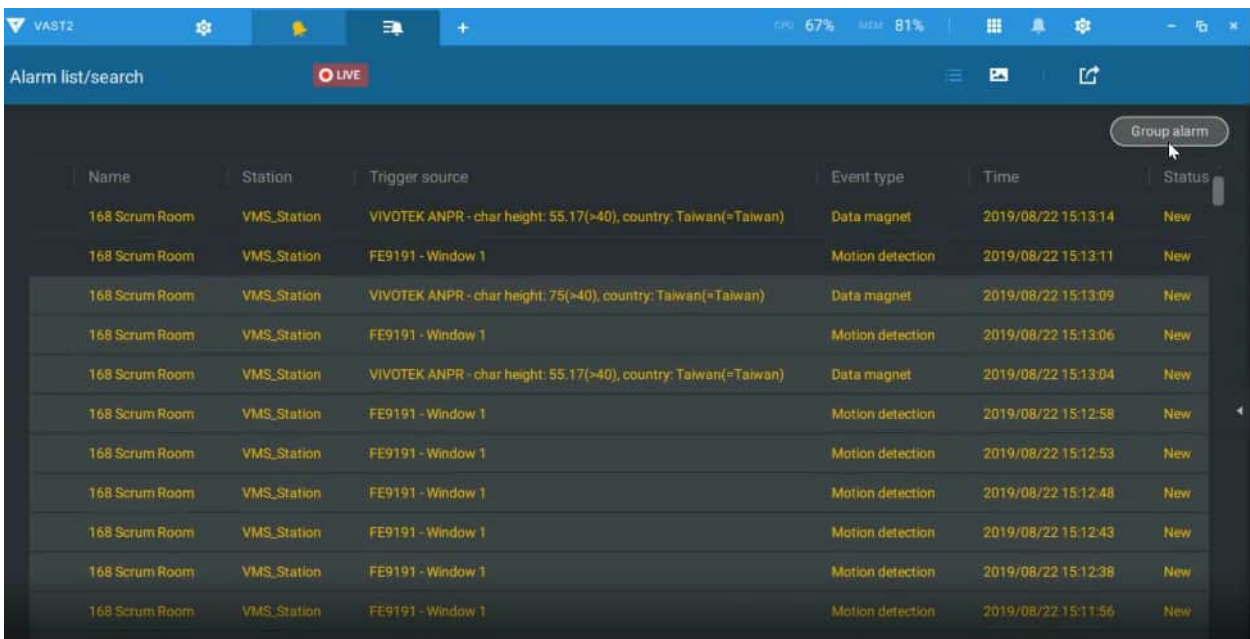 VAST2 CPU 67% MEM 81%
Alarm list/search LIVE
Group alarm
Name Station Trigger source Event type Time Status
168 Scrum Room VMS_Station VIVOTEK ANPR - char height: 55.17(>40), country: Taiwan(=Taiwan) Data magnet 2019/08/22 15:13:14 New
168 Scrum Room VMS_Station FE9191 - Window 1 Motion detection 2019/08/22 15:13:11 New
168 Scrum Room VMS_Station VIVOTEK ANPR - char height: 75(>40), country: Taiwan(=Taiwan) Data magnet 2019/08/22 15:13:09 New
168 Scrum Room VMS_Station FE9191 - Window 1 Motion detection 2019/08/22 15:13:06 New
168 Scrum Room VMS_Station VIVOTEK ANPR - char height: 55.17(>40), country: Taiwan(=Taiwan) Data magnet 2019/08/22 15:13:04 New
168 Scrum Room VMS_Station FE9191 - Window 1 Motion detection 2019/08/22 15:12:58 New
168 Scrum Room VMS_Station FE9191 - Window 1 Motion detection 2019/08/22 15:12:53 New
168 Scrum Room VMS_Station FE9191 - Window 1 Motion detection 2019/08/22 15:12:48 New
168 Scrum Room VMS_Station FE9191 - Window 1 Motion detection 2019/08/22 15:12:43 New
168 Scrum Room VMS_Station FE9191 - Window 1 Motion detection 2019/08/22 15:12:38 New
168 Scrum Room VMS_Station FE9191 - Window 1 Motion detection 2019/08/22 15:11:56 New